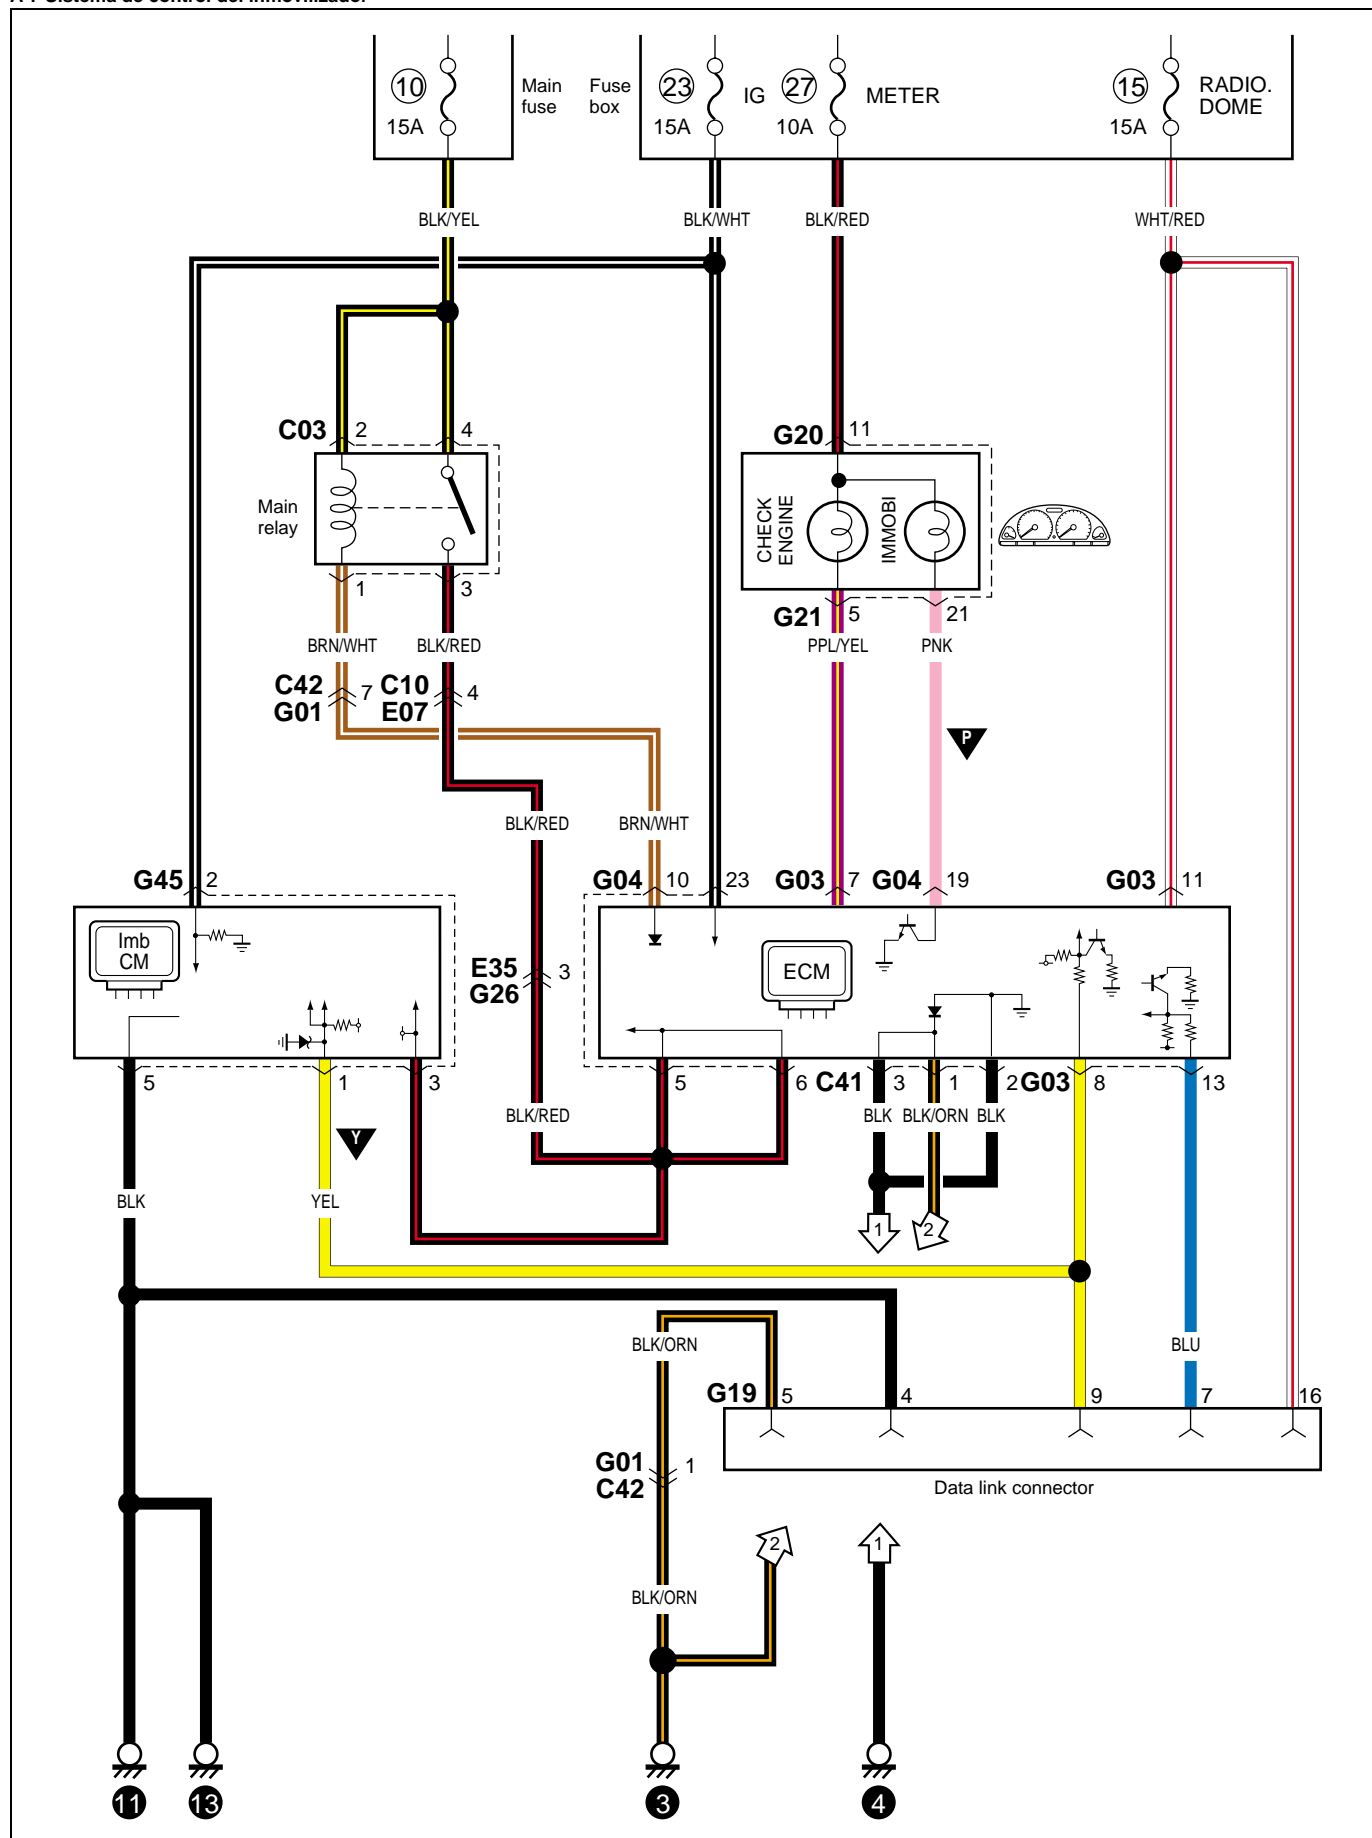 A-7 Sistema de control del inmovilizador
10
15A
Main
fuse
Fuse
box
23
15A
IG
27
10A
METER
15
15A
RADIO.
DOME
BLK/YEL
BLK/WHT
BLK/RED
WHT/RED
C03
2
4
G20
11
Main
relay
CHECK
ENGINE
IMMOBI
1
3
G21
5
21
BRN/WHT
BLK/RED
PPL/YEL
PNK
C42
G01
7
C10
E07
4
P
BLK/RED
BRN/WHT
G45
2
G04
10
23
G03
7
G04
19
G03
11
Imb
CM
E35
G26
3
ECM
5
1
3
5
6
C41
3
1
2
G03
8
13
BLK/RED
BLK
BLK/ORN
BLK
Y
BLK
YEL
1
2
BLK/ORN
BLU
G19
5
4
9
7
16
G01
C42
1
Data link connector
2
1
BLK/ORN
11
13
3
4